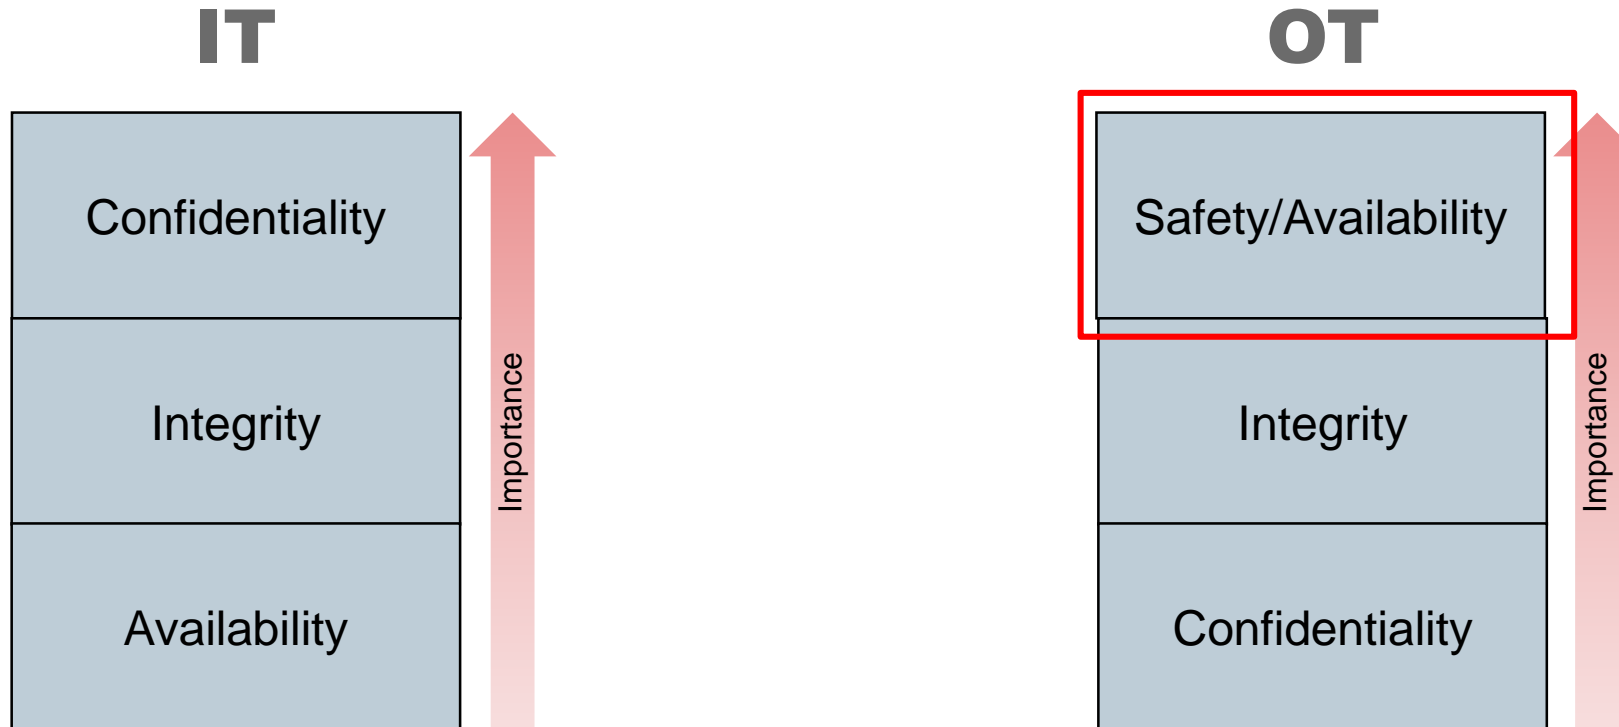 IT
Confidentiality
Integrity
Availability
Importance
OT
Safety/Availability
Integrity
Confidentiality
Importance